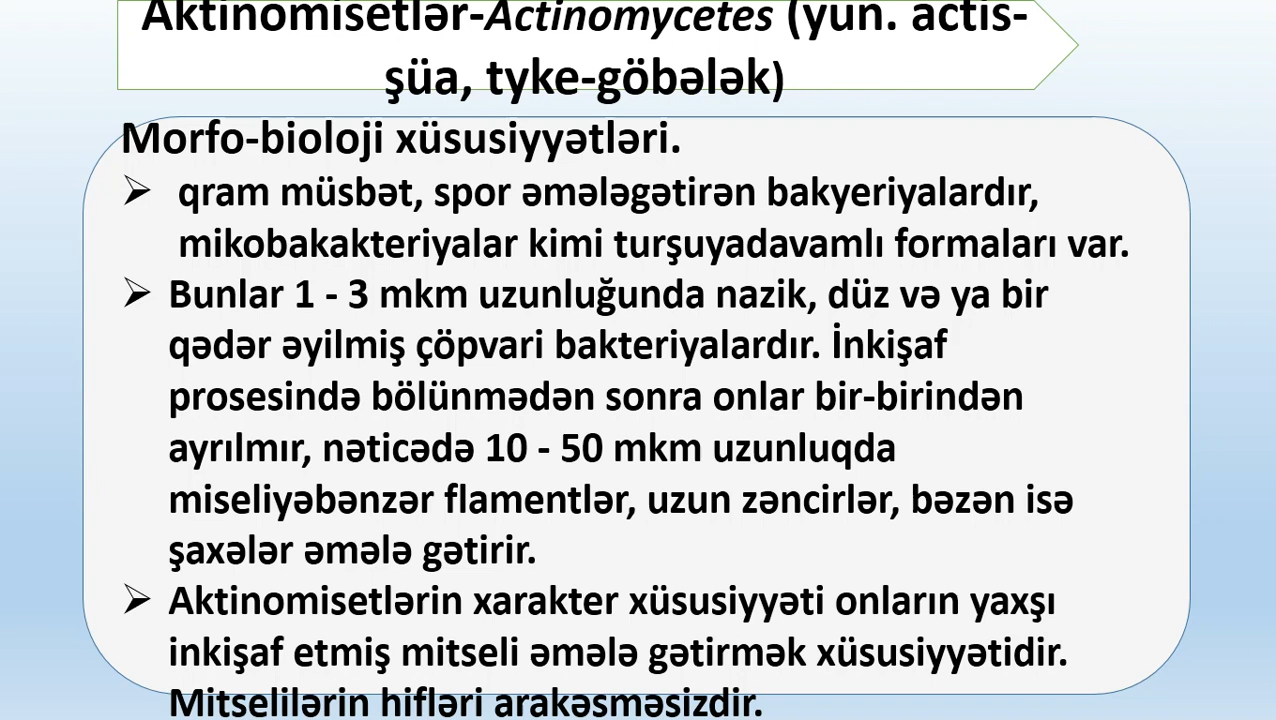 Aktinomisetlər-Actinomycetes (yun. actis-
şüa, tyke-göbələk)
Morfo-bioloji xüsusiyyətləri.
➢ qram müsbət, spor əmələgətirən bakyeriyalardır,
mikobakakteriyalar kimi turşuyadavamlı formaları var.
➢ Bunlar 1 - 3 mkm uzunluğunda nazik, düz və ya bir
qədər əyilmiş çöpvari bakteriyalardır. İnkişaf
prosesində bölünmədən sonra onlar bir-birindən
ayrılmır, nəticədə 10 - 50 mkm uzunluqda
miseliyəbənzər flamentlər, uzun zəncirlər, bəzən isə
şaxələr əmələ gətirir.
➢ Aktinomisetlərin xarakter xüsusiyyəti onların yaxşı
inkişaf etmiş mitseli əmələ gətirmək xüsusiyyətidir.
Mitselilərin hifləri arakəsməsizdir.